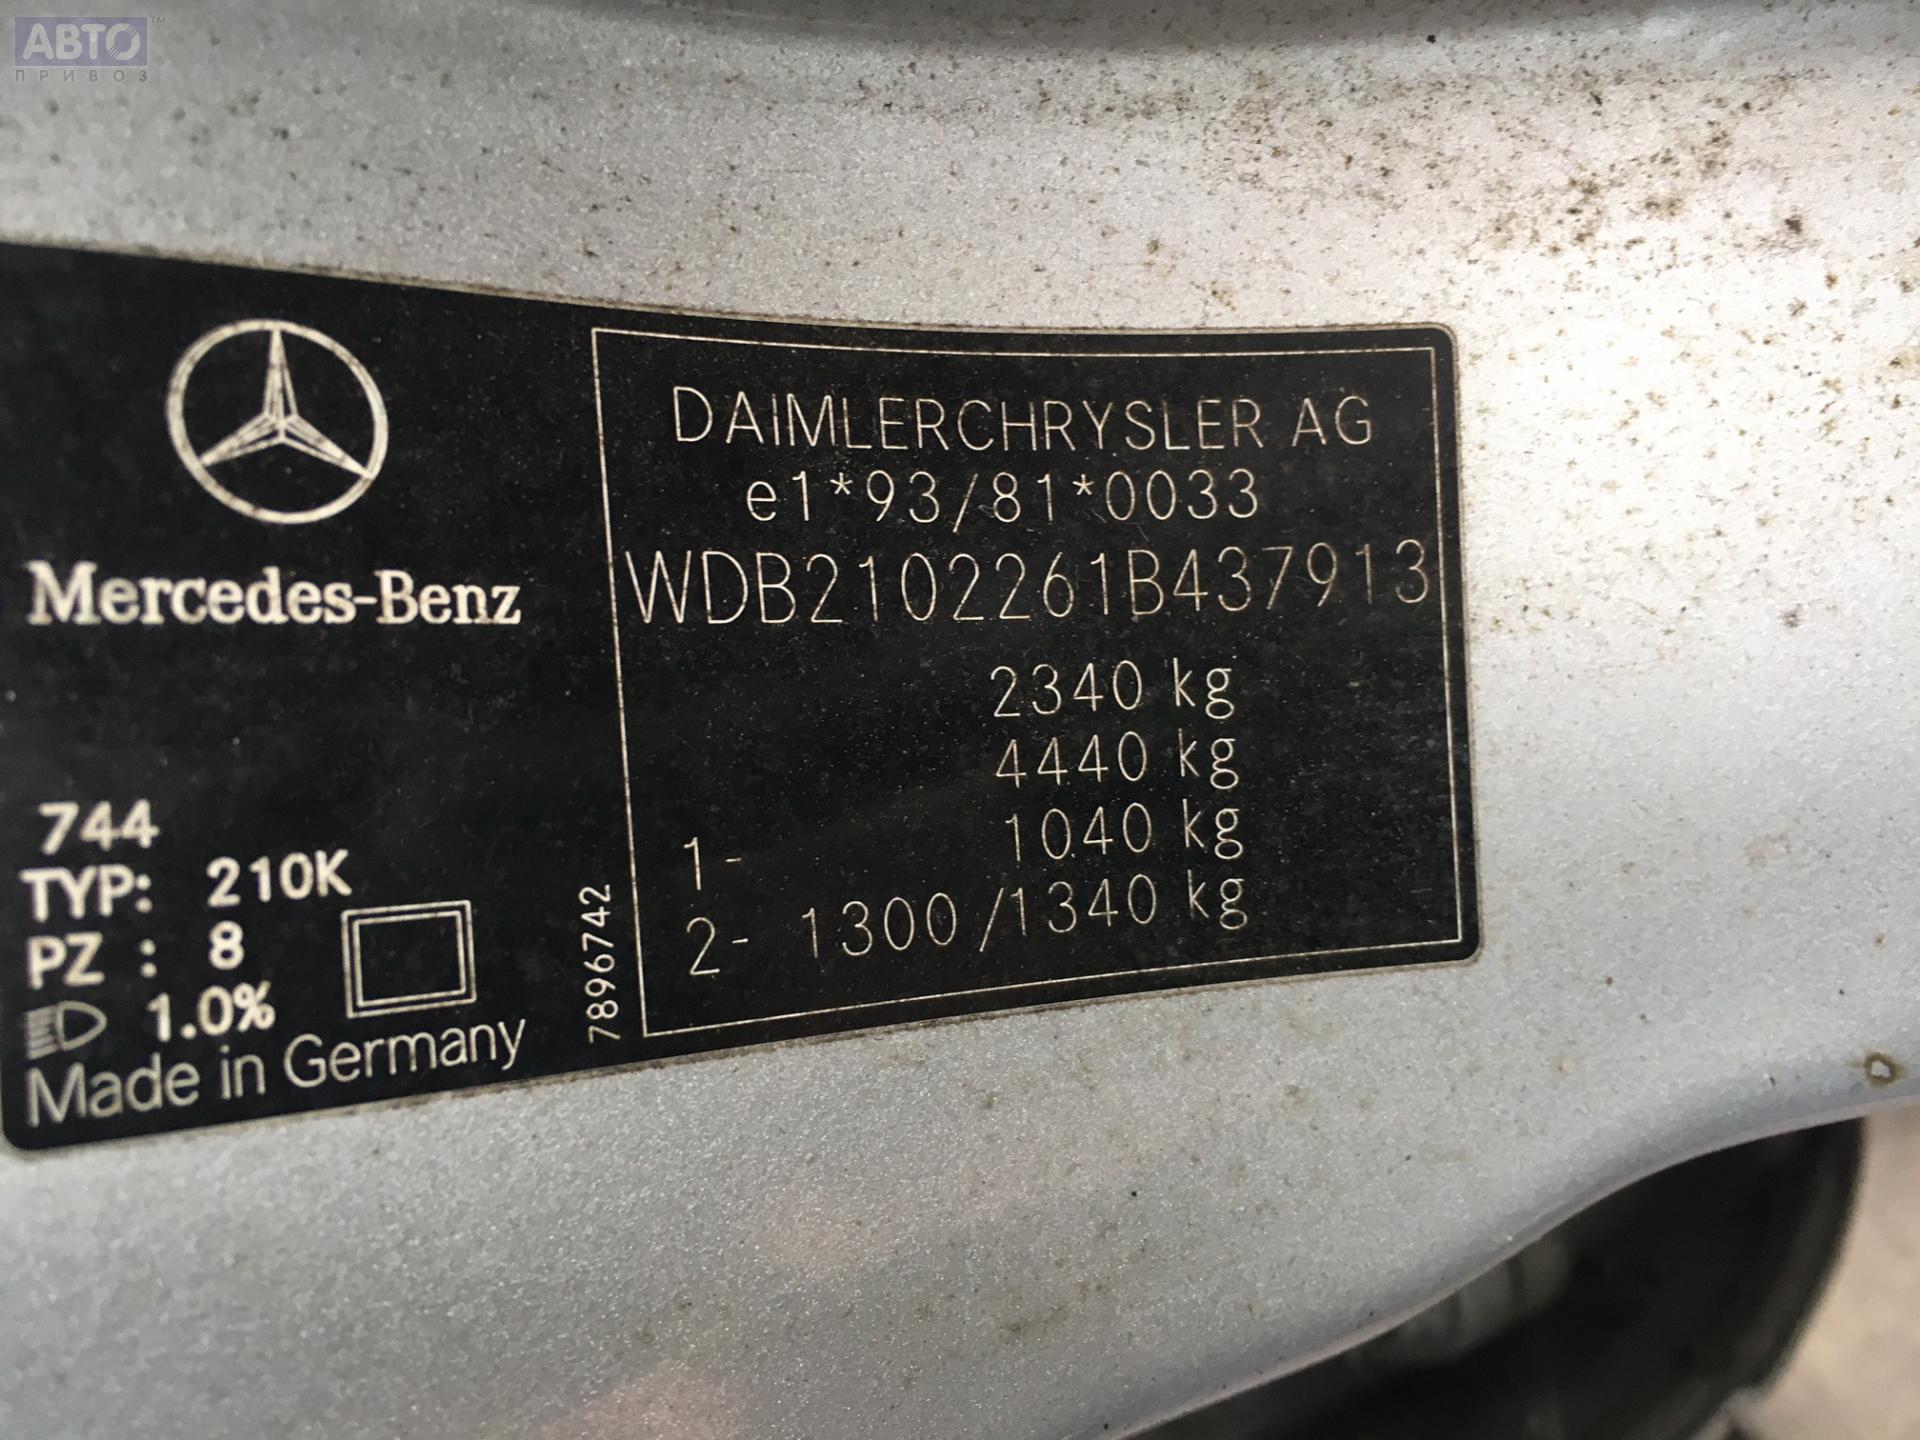 АВТО™
ПРИВОЗ
Mercedes-Benz
744
TYP: 210K
PZ : 8
1.0%
Made in Germany
7896742
DAIMLERCHRYSLER AG
e1*93/81*0033
WDB2102261B437913
2340 kg
4440 kg
1- 1040 kg
2- 1300/1340 kg